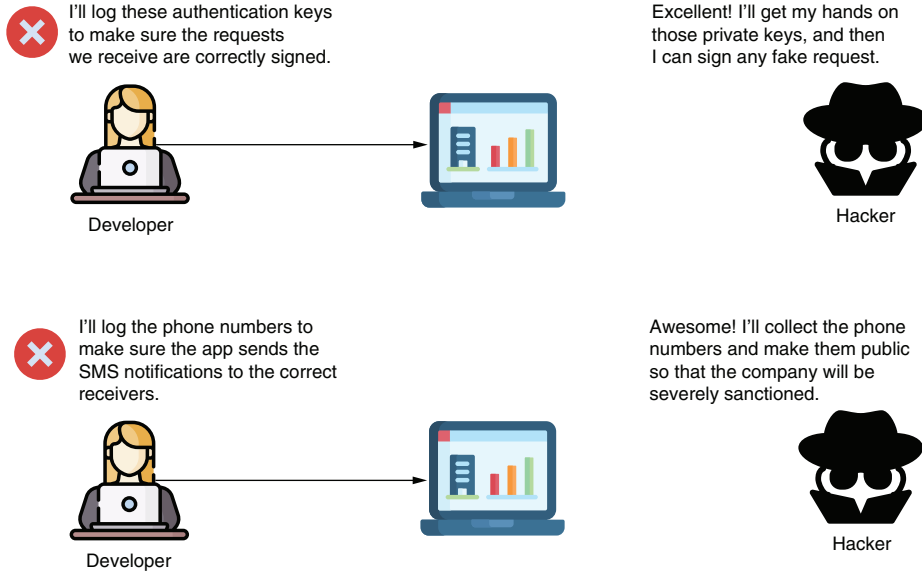 I'll log these authentication keys
to make sure the requests
we receive are correctly signed.
Excellent! I'll get my hands on
those private keys, and then
I can sign any fake request.
Developer
Hacker
I'll log the phone numbers to
make sure the app sends the
SMS notifications to the correct
receivers.
Awesome! I'll collect the phone
numbers and make them public
so that the company will be
severely sanctioned.
Developer
Hacker